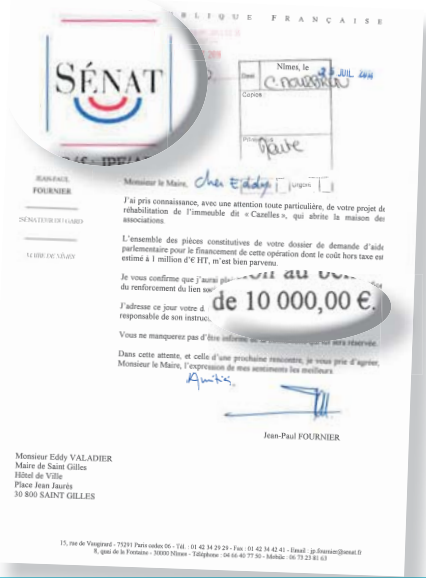 BLIQUE FRANÇAISE
SÉNAT
Nîmes, le
25 JUIL 2014
Copies
JEAN-PAUL
FOURNIER
SÉNATEUR DU GARD
MAIRE DE NÎMES
Monsieur le Maire, Cher Eddy,
Urgent
J'ai pris connaissance, avec une attention toute particulière, de votre projet de
réhabilitation de l'immeuble dit « Cazelles », qui abrite la maison des
associations.
L'ensemble des pièces constitutives de votre dossier de demande d'aide
parlementaire pour le financement de cette opération dont le coût hors taxe est
estimé à 1 million d'€ HT, m'est bien parvenu.
Je vous confirme que j'aurai
du renforcement du lien
de 10 000,00 €.
J'adresse ce jour votre
responsable de son
Vous ne manquerez pas d'être informé réservée.
Dans cette attente, et celle d'une prochaine rencontre, je vous prie d'agréer,
Monsieur le Maire, l'expression de mes sentiments les meilleurs
Amitiés,
Jean-Paul FOURNIER
Monsieur Eddy VALADIER
Maire de Saint Gilles
Hôtel de Ville
Place Jean Jaurès
30 800 SAINT GILLES
15, rue de Vaugirard - 75291 Paris cedex 06 - Tél. : 01 42 34 29 29 - Fax : 01 42 34 42 41 - Email : jp.fournier@senat.fr
8, quai de la Fontaine - 30000 Nîmes - Téléphone : 04 66 40 77 50 - Mobile : 06 73 23 81 63